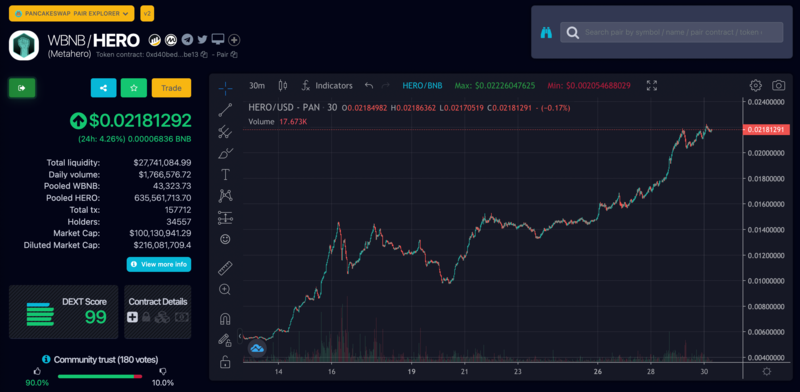 PANCAKESWAP PAIR EXPLORER
v2
WBNB/HERO
(Metahero) Token contract: 0xd40bed...be13 - Pair
Search pair by symbol / name / pair contract / token
Trade
$0.02182192
(24h: 4.26%) 0.00006836 BNB
Total liquidity: $27,741,084.99
Daily volume: $1,766,576.72
Pooled WBNB: 43,323.73
Pooled HERO: 635,561,713.70
Total tx: 157712
Holders: 34557
Market Cap: $100,130,941.29
Diluted Market Cap: $216,081,709.4
View more info
DEXT Score
99
Contract Details
Community trust (180 votes)
90.0%
10.0%
30m
Indicators
HERO/BNB
Max: $0.02226047625
Min: $0.002054688029
HERO/USD - PAN · 30 O0.02184982 H0.02186362 L0.02170519 C0.02181291 - (-0.17%)
Volume 17.673K
0.02400000
0.02181291
0.02000000
0.01800000
0.01600000
0.01400000
0.01200000
0.01000000
0.00800000
0.00600000
0.00400000
14
16
19
21
23
26
28
30